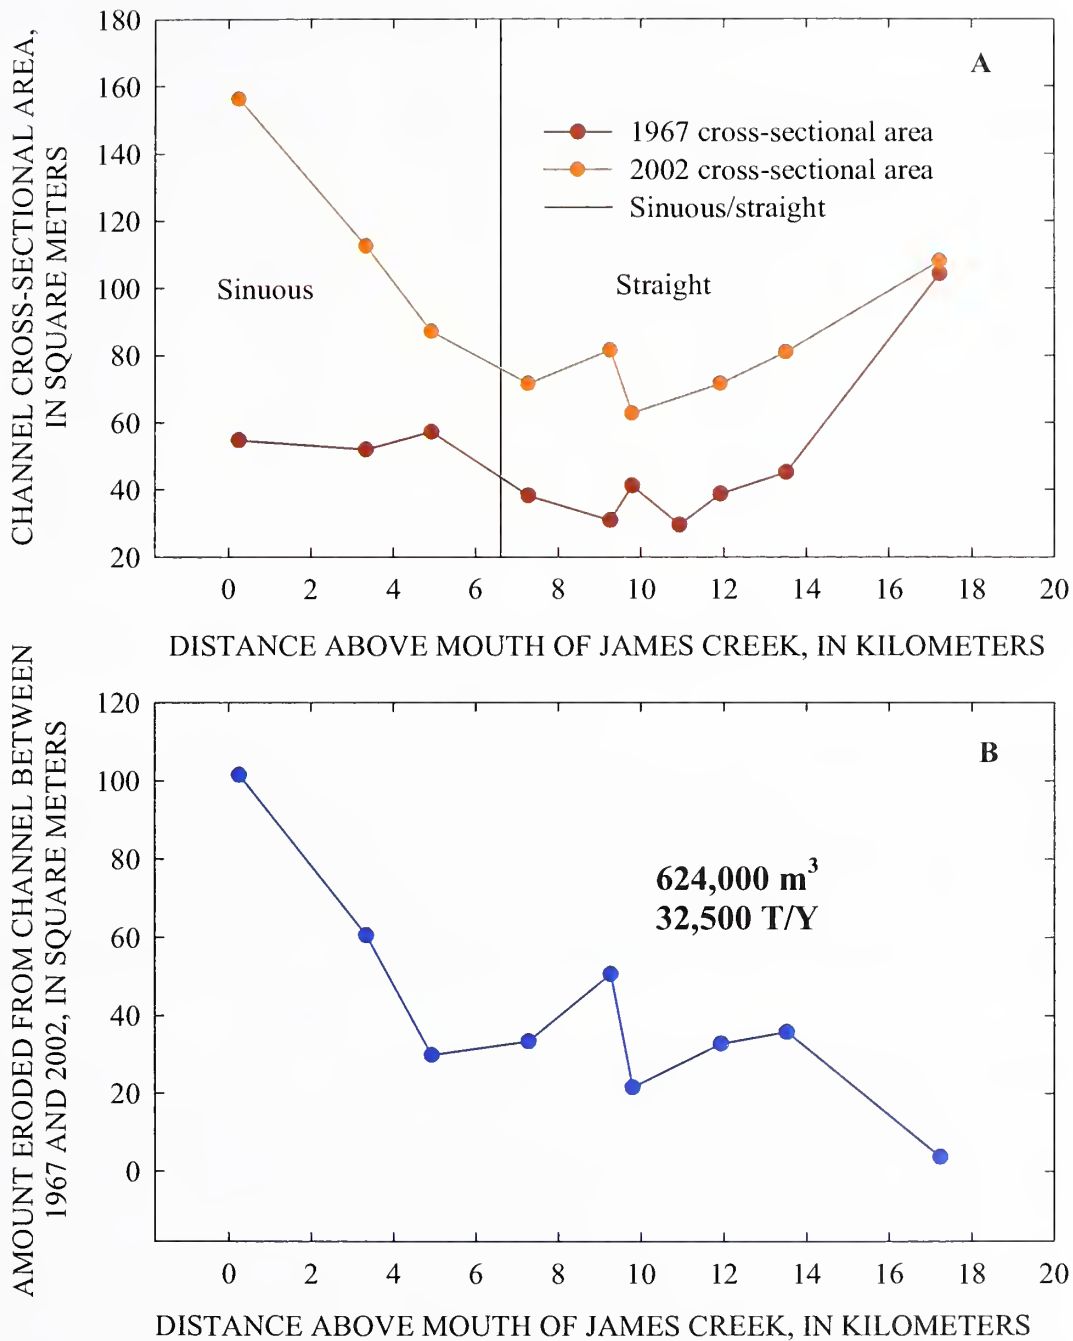 CHANNEL CROSS-SECTIONAL AREA,
IN SQUARE METERS
180
160
140
120
100
80
60
40
20
A
1967 cross-sectional area
2002 cross-sectional area
Sinuous/straight
Sinuous
Straight
0 2 4 6 8 10 12 14 16 18 20
DISTANCE ABOVE MOUTH OF JAMES CREEK, IN KILOMETERS
AMOUNT ERODED FROM CHANNEL BETWEEN
1967 AND 2002, IN SQUARE METERS
120
100
80
60
40
20
0
B
624,000 m³
32,500 T/Y
0 2 4 6 8 10 12 14 16 18 20
DISTANCE ABOVE MOUTH OF JAMES CREEK, IN KILOMETERS